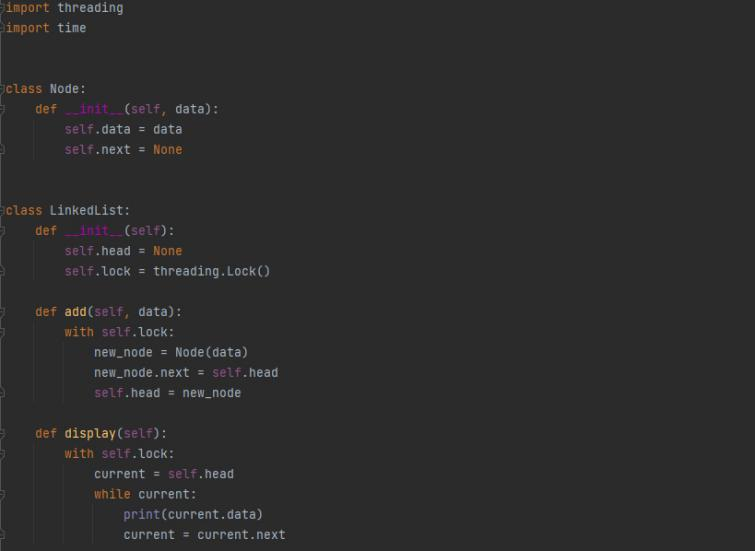 import threading
import time
class Node:
    def __init__(self, data):
        self.data = data
        self.next = None
class LinkedList:
    def __init__(self):
        self.head = None
        self.lock = threading.Lock()
    def add(self, data):
        with self.lock:
            new_node = Node(data)
            new_node.next = self.head
            self.head = new_node
    def display(self):
        with self.lock:
            current = self.head
            while current:
                print(current.data)
                current = current.next